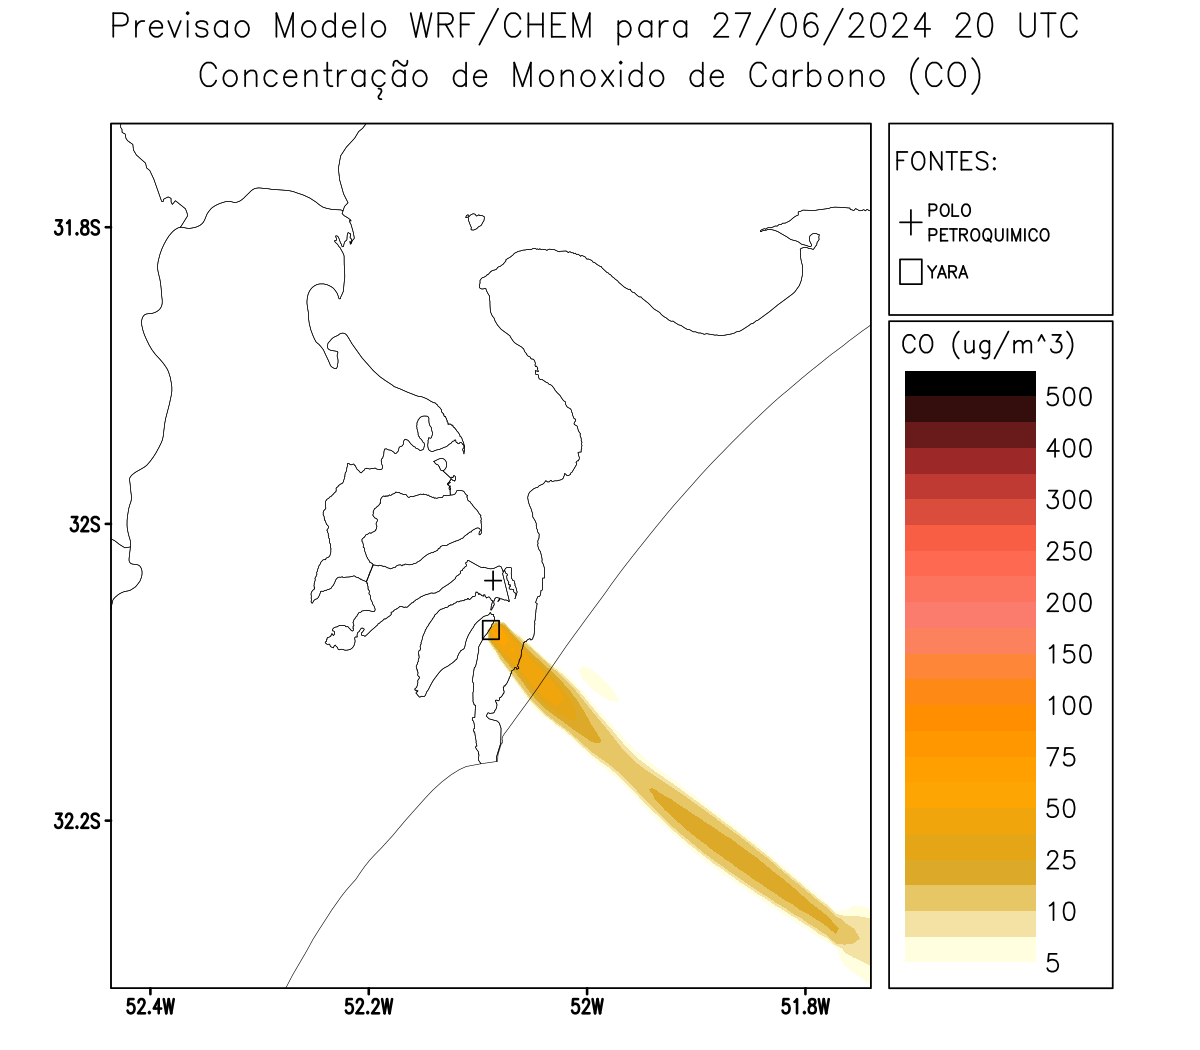 Previsao Modelo WRF/CHEM para 27/06/2024 20 UTC
Concentração de Monoxido de Carbono (CO)
FONTES:
POLO
PETROQUIMICO
YARA
CO (ug/m^3)
500
400
300
250
200
150
100
75
50
25
10
5
31.8S
32S
32.2S
52.4W
52.2W
52W
51.8W